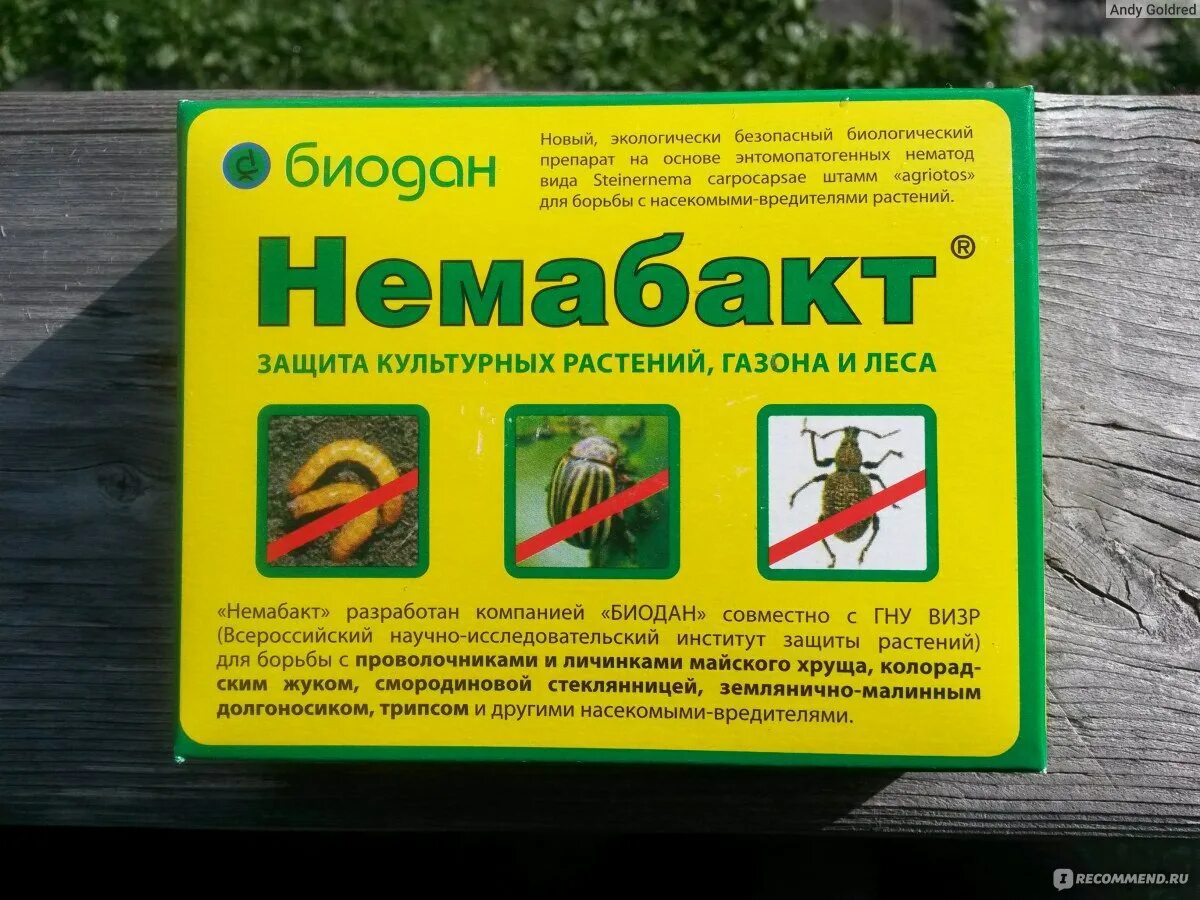 Andy Goldred
биодан
Новый, экологически безопасный биологический
препарат на основе энтомопатогенных нематод
вида Steinernema carpocapsae штамм «agriotos»
для борьбы с насекомыми-вредителями растений.
Немабакт ®
ЗАЩИТА КУЛЬТУРНЫХ РАСТЕНИЙ, ГАЗОНА И ЛЕСА
«Немабакт» разработан компанией «БИОДАН» совместно с ГНУ ВИЗР
(Всероссийский научно-исследовательский институт защиты растений)
для борьбы с проволочниками и личинками майского хруща, колорад-
ским жуком, смородиновой стеклянницей, землянично-малинным
долгоносиком, трипсом и другими насекомыми-вредителями.
I RECOMMEND.RU